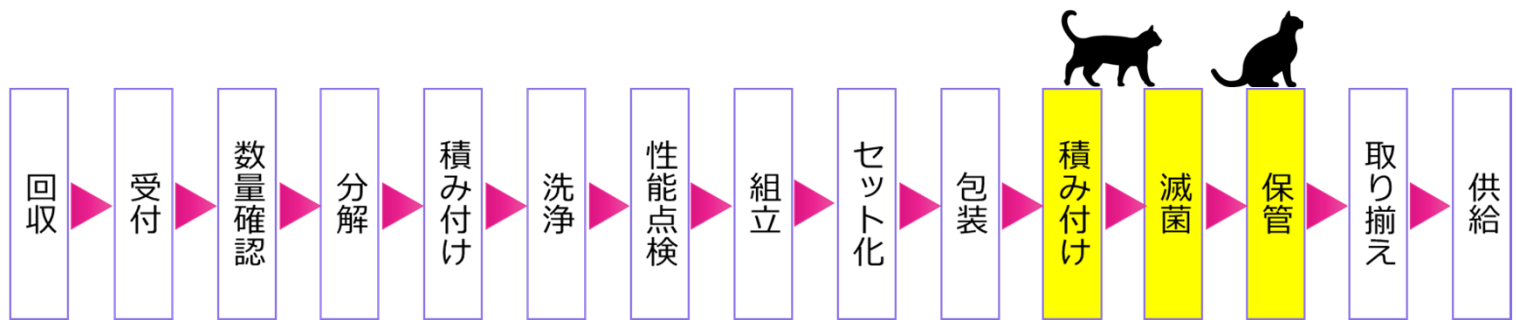 回収
受付
数量確認
分解
積み付け
洗浄
性能点検
組立
セット化
包装
積み付け
滅菌
保管
取り揃え
供給